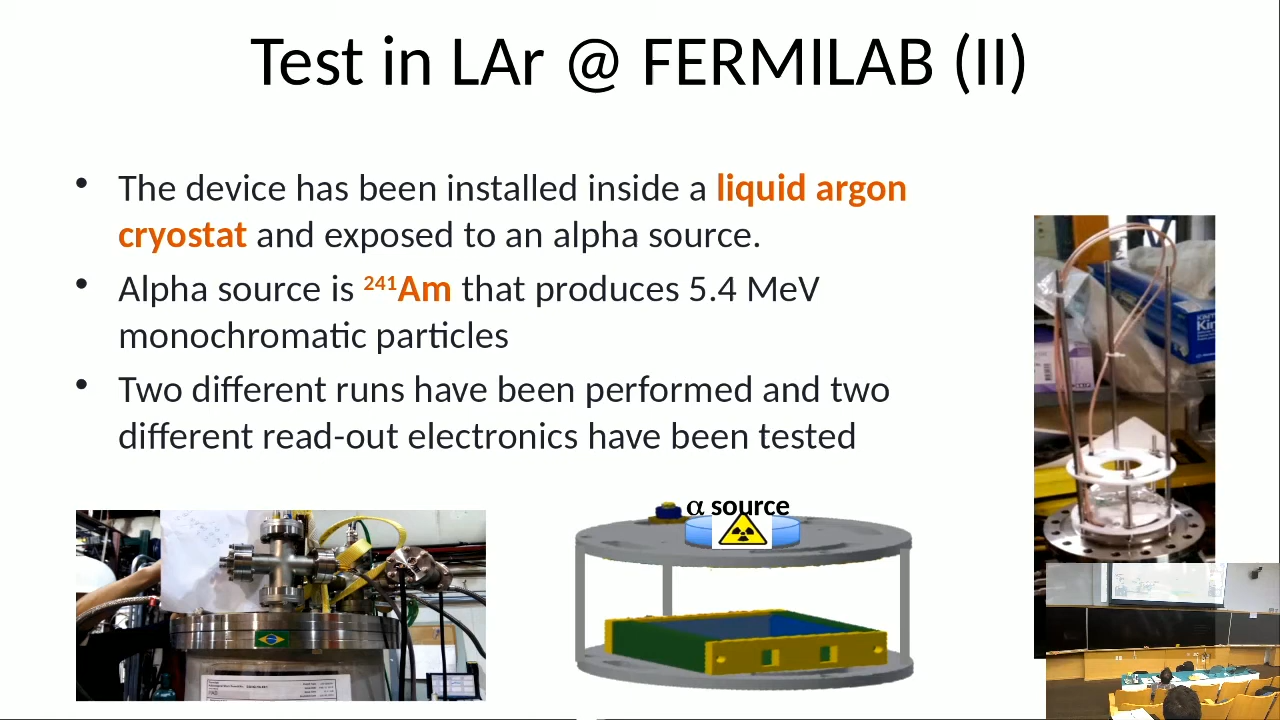 Test in LAr @ FERMILAB (II)
• The device has been installed inside a liquid argon
cryostat and exposed to an alpha source.
• Alpha source is ²⁴¹Am that produces 5.4 MeV
monochromatic particles
• Two different runs have been performed and two
different read-out electronics have been tested
α source